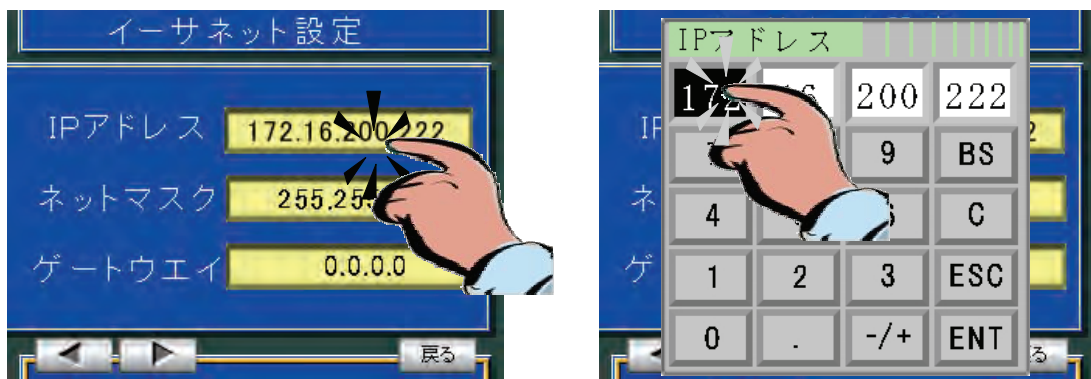 イーサネット設定
IPアドレス 172.16.200.222
ネットマスク
ゲートウエイ 0.0.0.0
戻る
IPアドレス
172 200 222
9 BS
4 C
1 2 3 ESC
0 . -/+ ENT